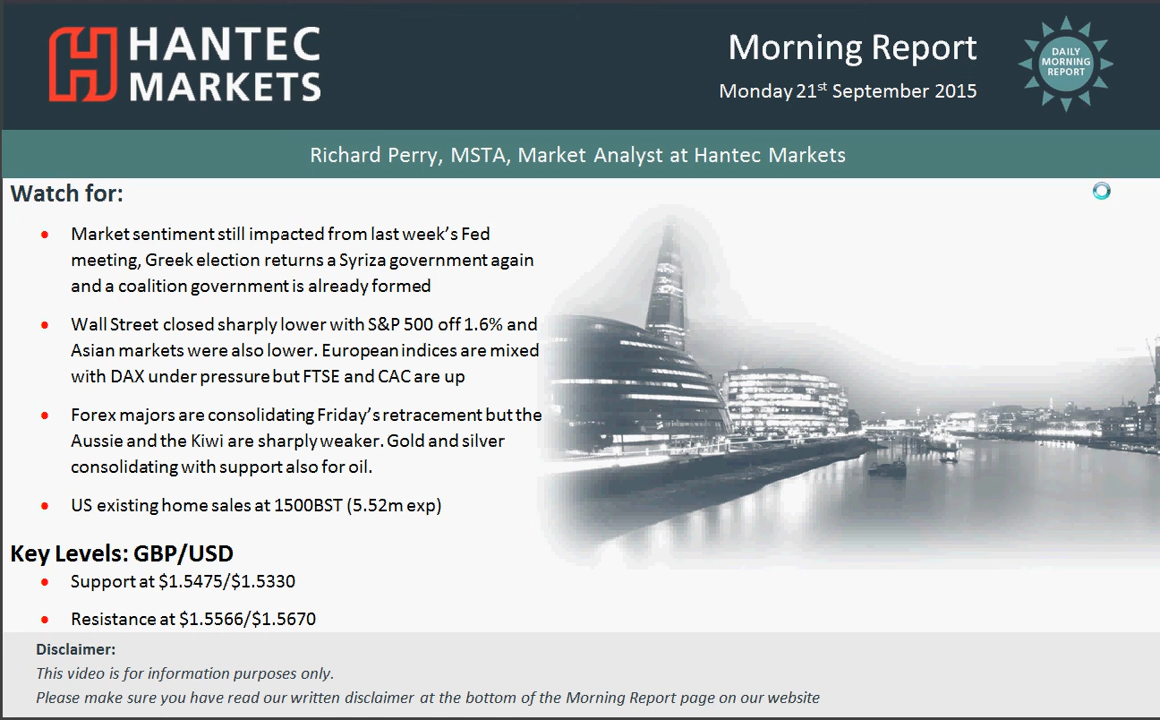 HANTEC
MARKETS
Morning Report
Monday 21st September 2015
DAILY
MORNING
REPORT
Richard Perry, MSTA, Market Analyst at Hantec Markets
Watch for:
Market sentiment still impacted from last week's Fed
meeting, Greek election returns a Syriza government again
and a coalition government is already formed
Wall Street closed sharply lower with S&P 500 off 1.6% and
Asian markets were also lower. European indices are mixed
with DAX under pressure but FTSE and CAC are up
Forex majors are consolidating Friday's retracement but the
Aussie and the Kiwi are sharply weaker. Gold and silver
consolidating with support also for oil.
US existing home sales at 1500BST (5.52m exp)
Key Levels: GBP/USD
Support at $1.5475/$1.5330
Resistance at $1.5566/$1.5670
Disclaimer:
This video is for information purposes only.
Please make sure you have read our written disclaimer at the bottom of the Morning Report page on our website